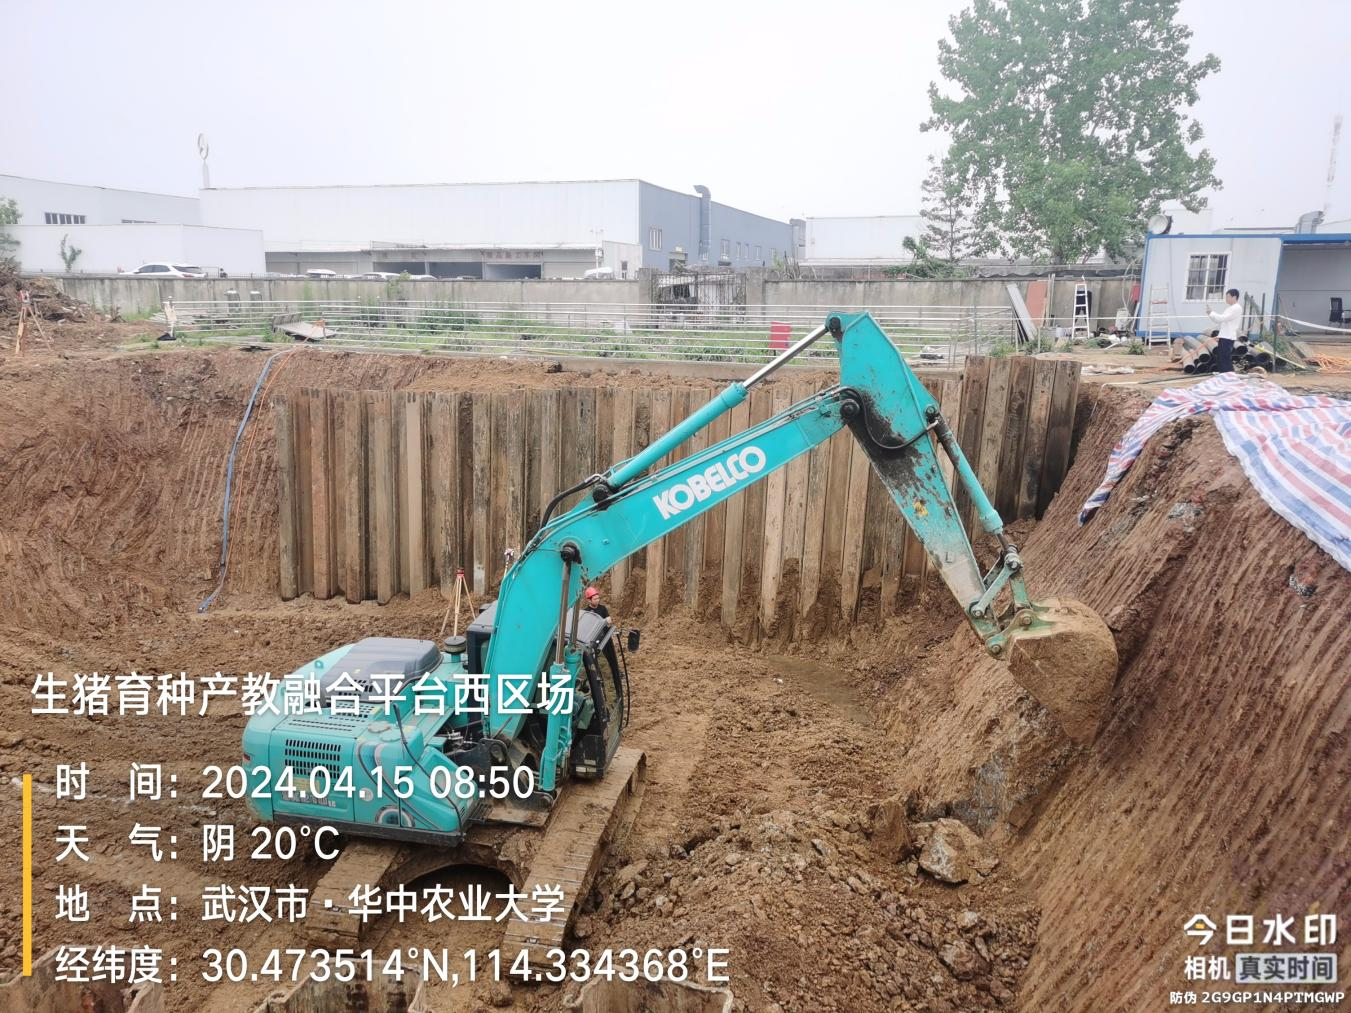 KOBELCO
生猪育种产教融合平台西区场
时 间：2024.04.15 08:50
天 气：阴 20℃
地 点：武汉市·华中农业大学
经纬度：30.473514°N,114.334368°E
今日水印
相机 真实时间
防伪 2G9GP1N4PTMGWP